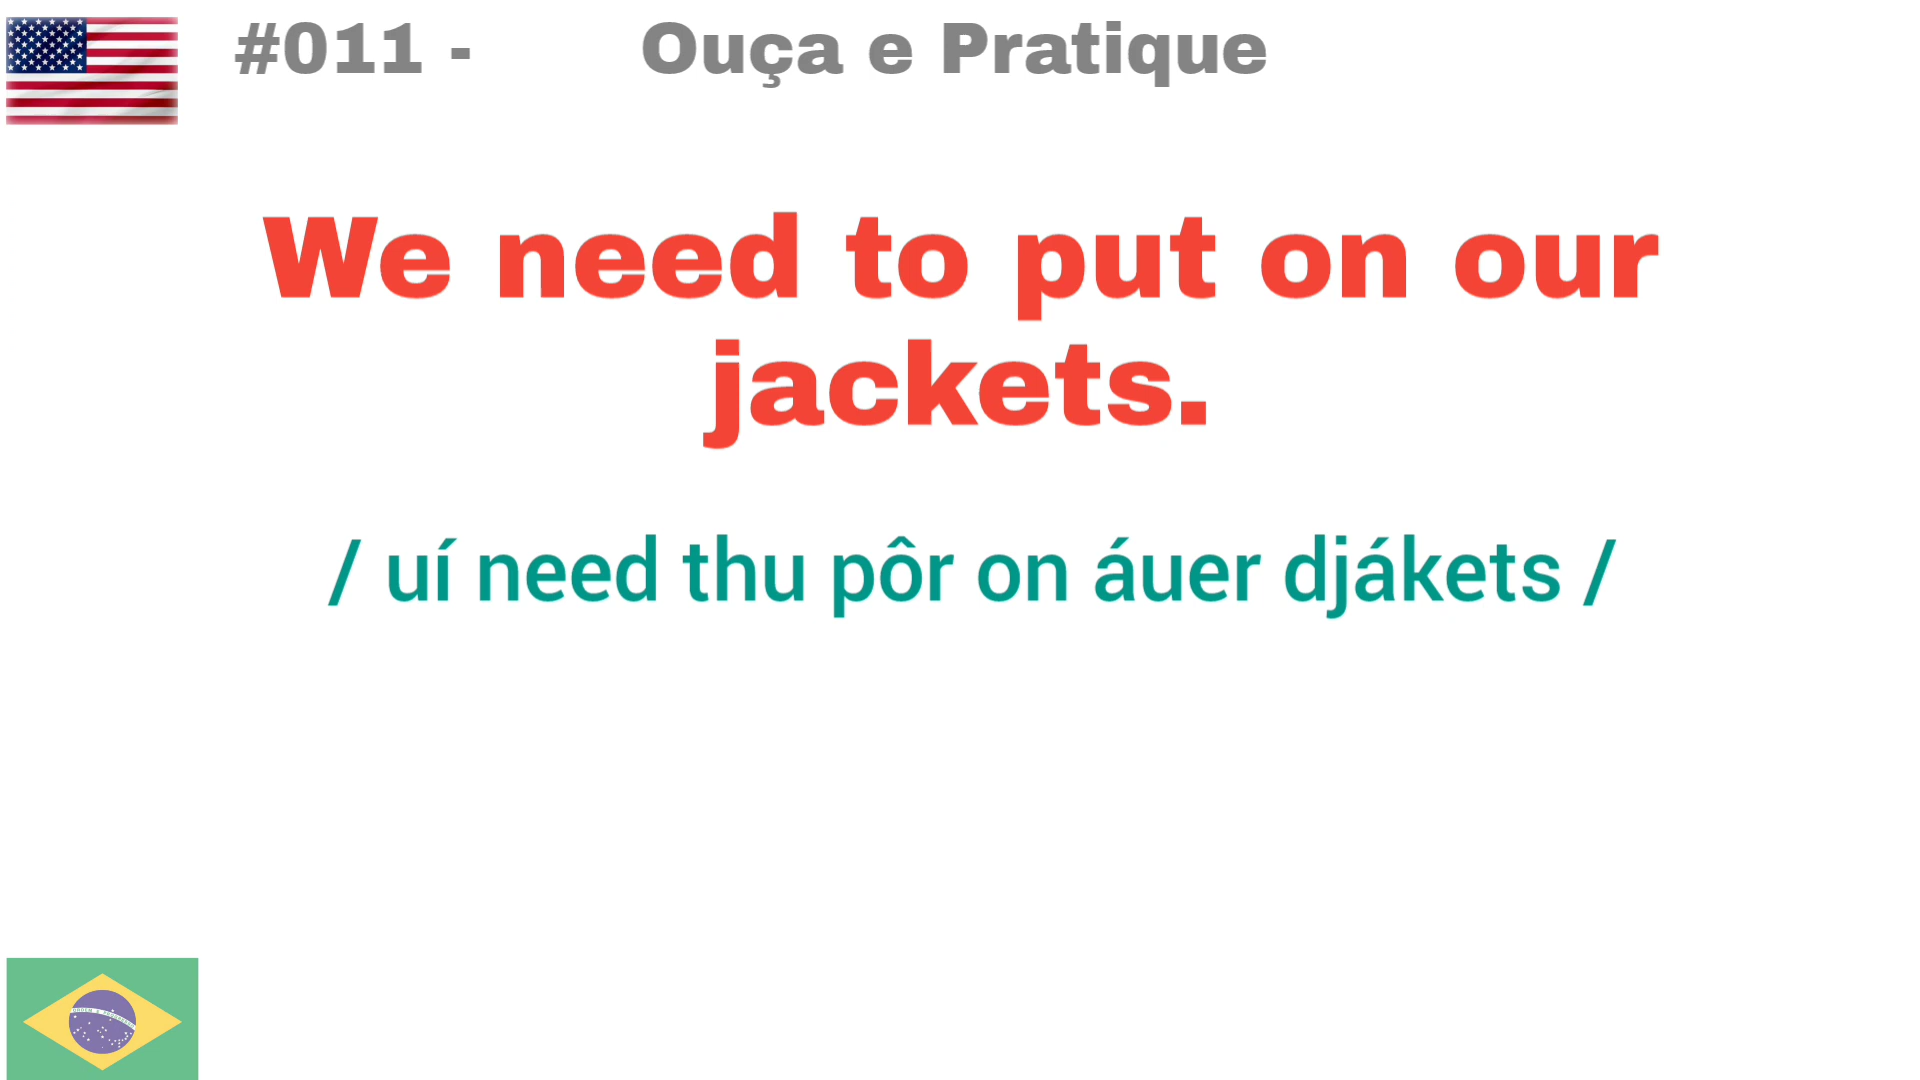 #011 - Ouça e Pratique
We need to put on our
jackets.
/ uí need thu pôr on áuer djákets /